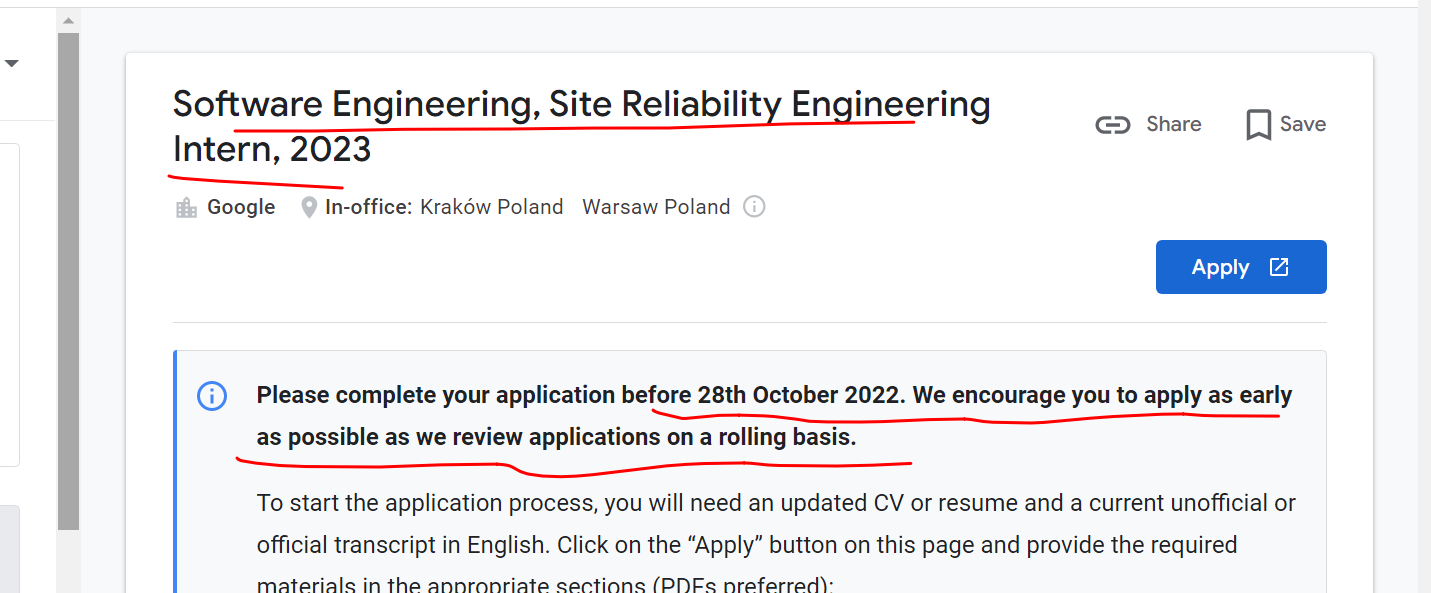 Software Engineering, Site Reliability Engineering
Intern, 2023
Share
Save
Google In-office: Kraków Poland Warsaw Poland
Apply
Please complete your application before 28th October 2022. We encourage you to apply as early
as possible as we review applications on a rolling basis.
To start the application process, you will need an updated CV or resume and a current unofficial or
official transcript in English. Click on the “Apply” button on this page and provide the required
materials in the appropriate sections (PDFs preferred):